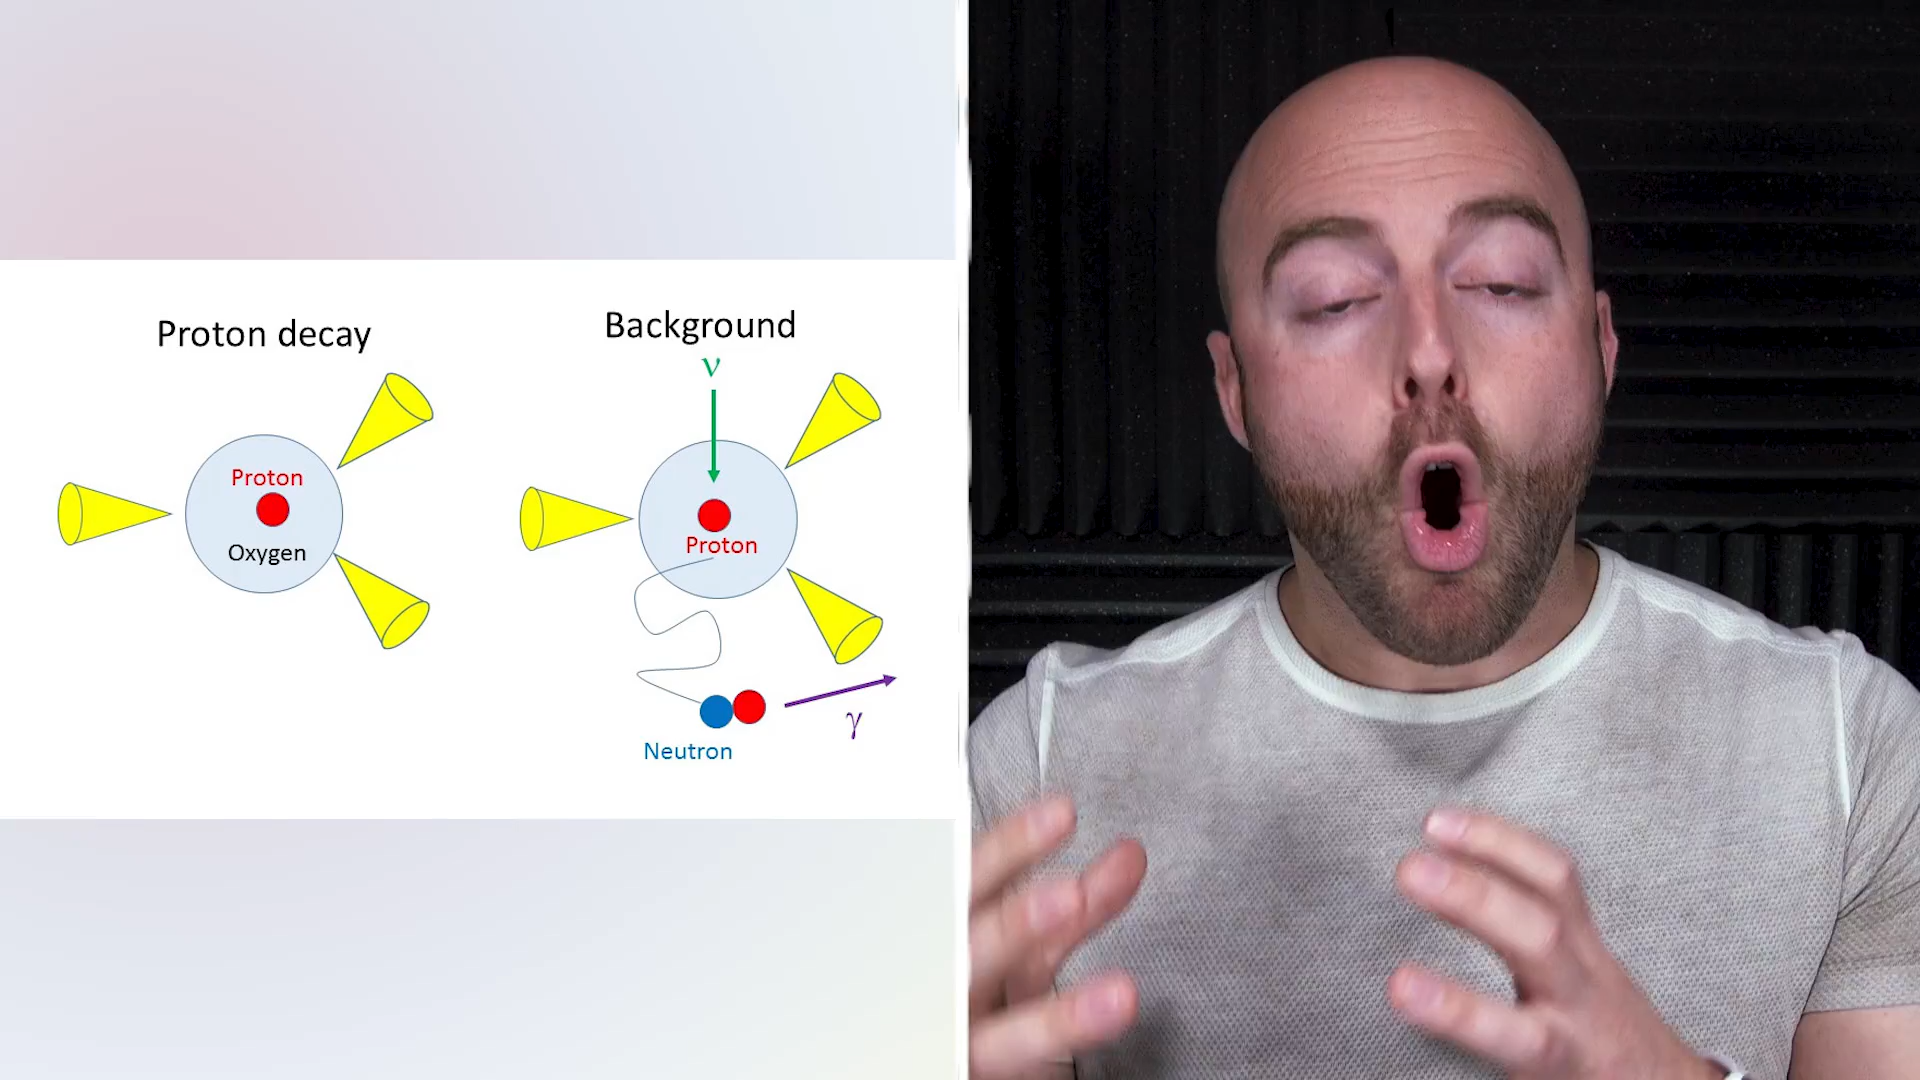 Proton decay
Proton
Oxygen
Background
ν
Proton
Neutron
γ